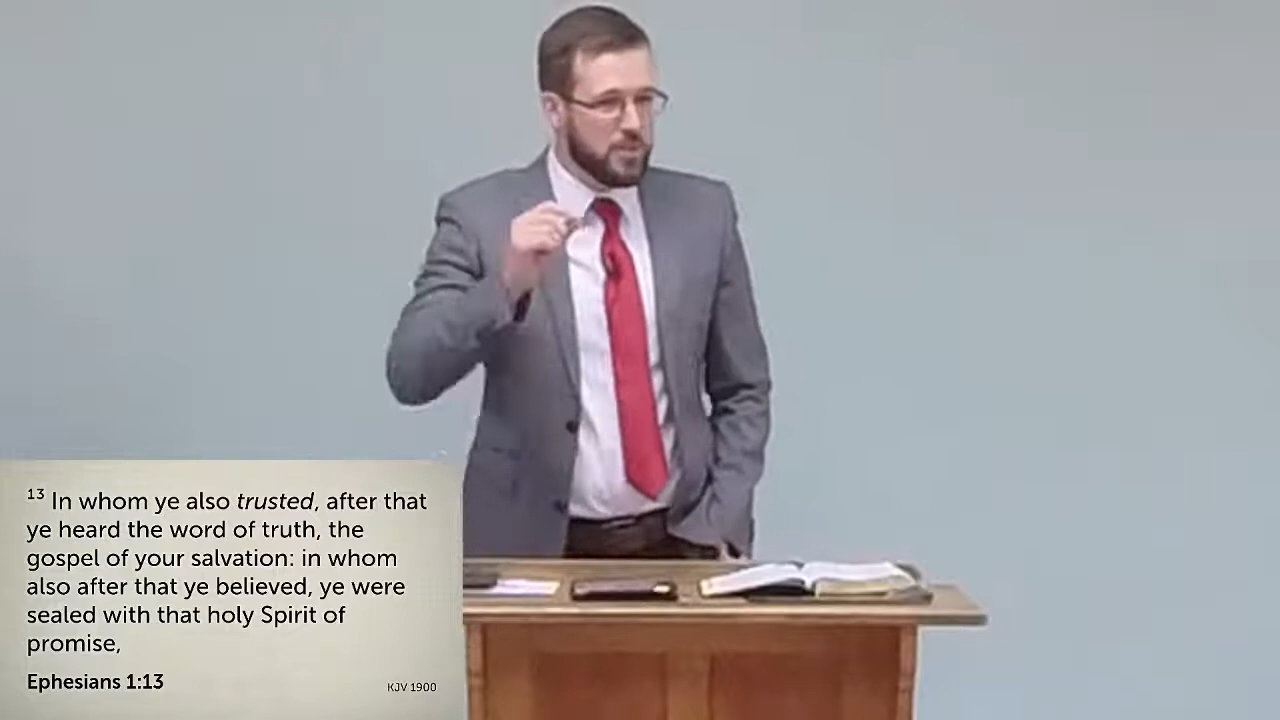 13 In whom ye also trusted, after that
ye heard the word of truth, the
gospel of your salvation: in whom
also after that ye believed, ye were
sealed with that holy Spirit of
promise,
Ephesians 1:13
KJV 1900